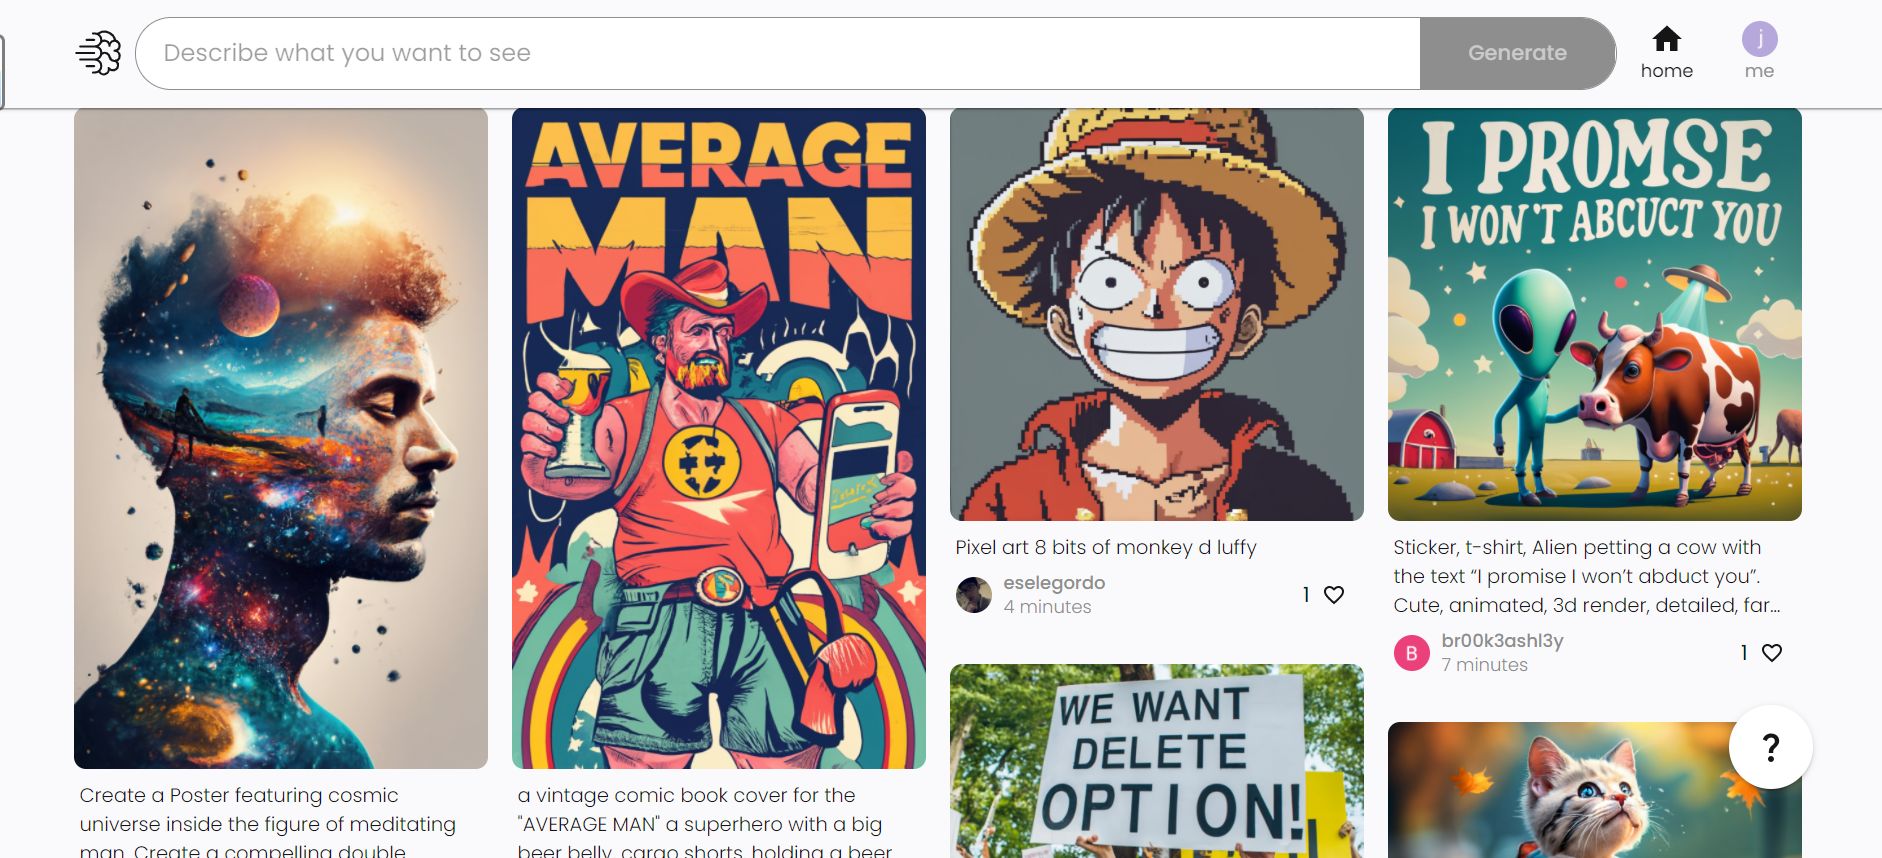 Describe what you want to see
Generate
home
j
me
AVERAGE
MAN
I PROMSE
I WON'T ABCUCT YOU
Pixel art 8 bits of monkey d luffy
eselegordo
4 minutes
1
Sticker, t-shirt, Alien petting a cow with
the text “I promise I won’t abduct you”.
Cute, animated, 3d render, detailed, far...
B
br00k3ashl3y
7 minutes
1
WE WANT
DELETE
OPTION!
?
Create a Poster featuring cosmic
universe inside the figure of meditating
man. Create a compelling double
a vintage comic book cover for the
"AVERAGE MAN" a superhero with a big
beer belly, cargo shorts, holding a beer